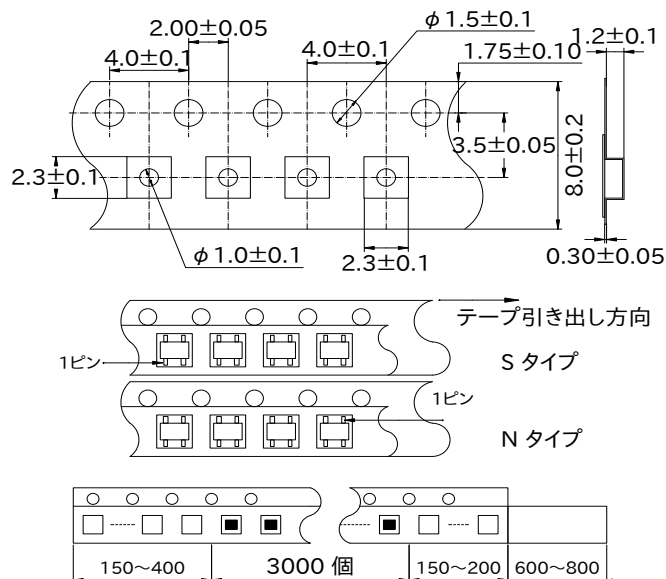 φ1.5±0.1
2.00±0.05
1.2±0.1
4.0±0.1
4.0±0.1
1.75±0.10
3.5±0.05
8.0±0.2
2.3±0.1
φ1.0±0.1
2.3±0.1
0.30±0.05
テープ引き出し方向
1ピン
S タイプ
1ピン
N タイプ
150～400
3000 個
150～200
600～800